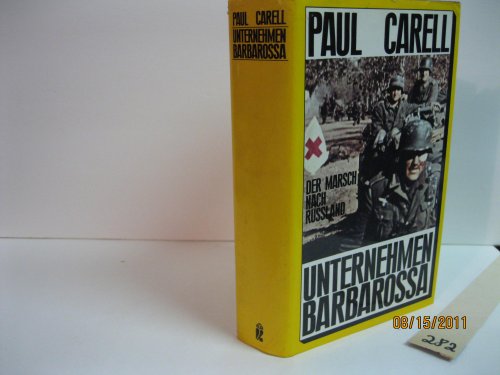 PAUL CARELL
UNTERNEHMEN
BARBAROSSA
PAUL CARELL
DER MARSCH
NACH
RUSSLAND
UNTERNEHMEN
BARBAROSSA
08/15/2011
282